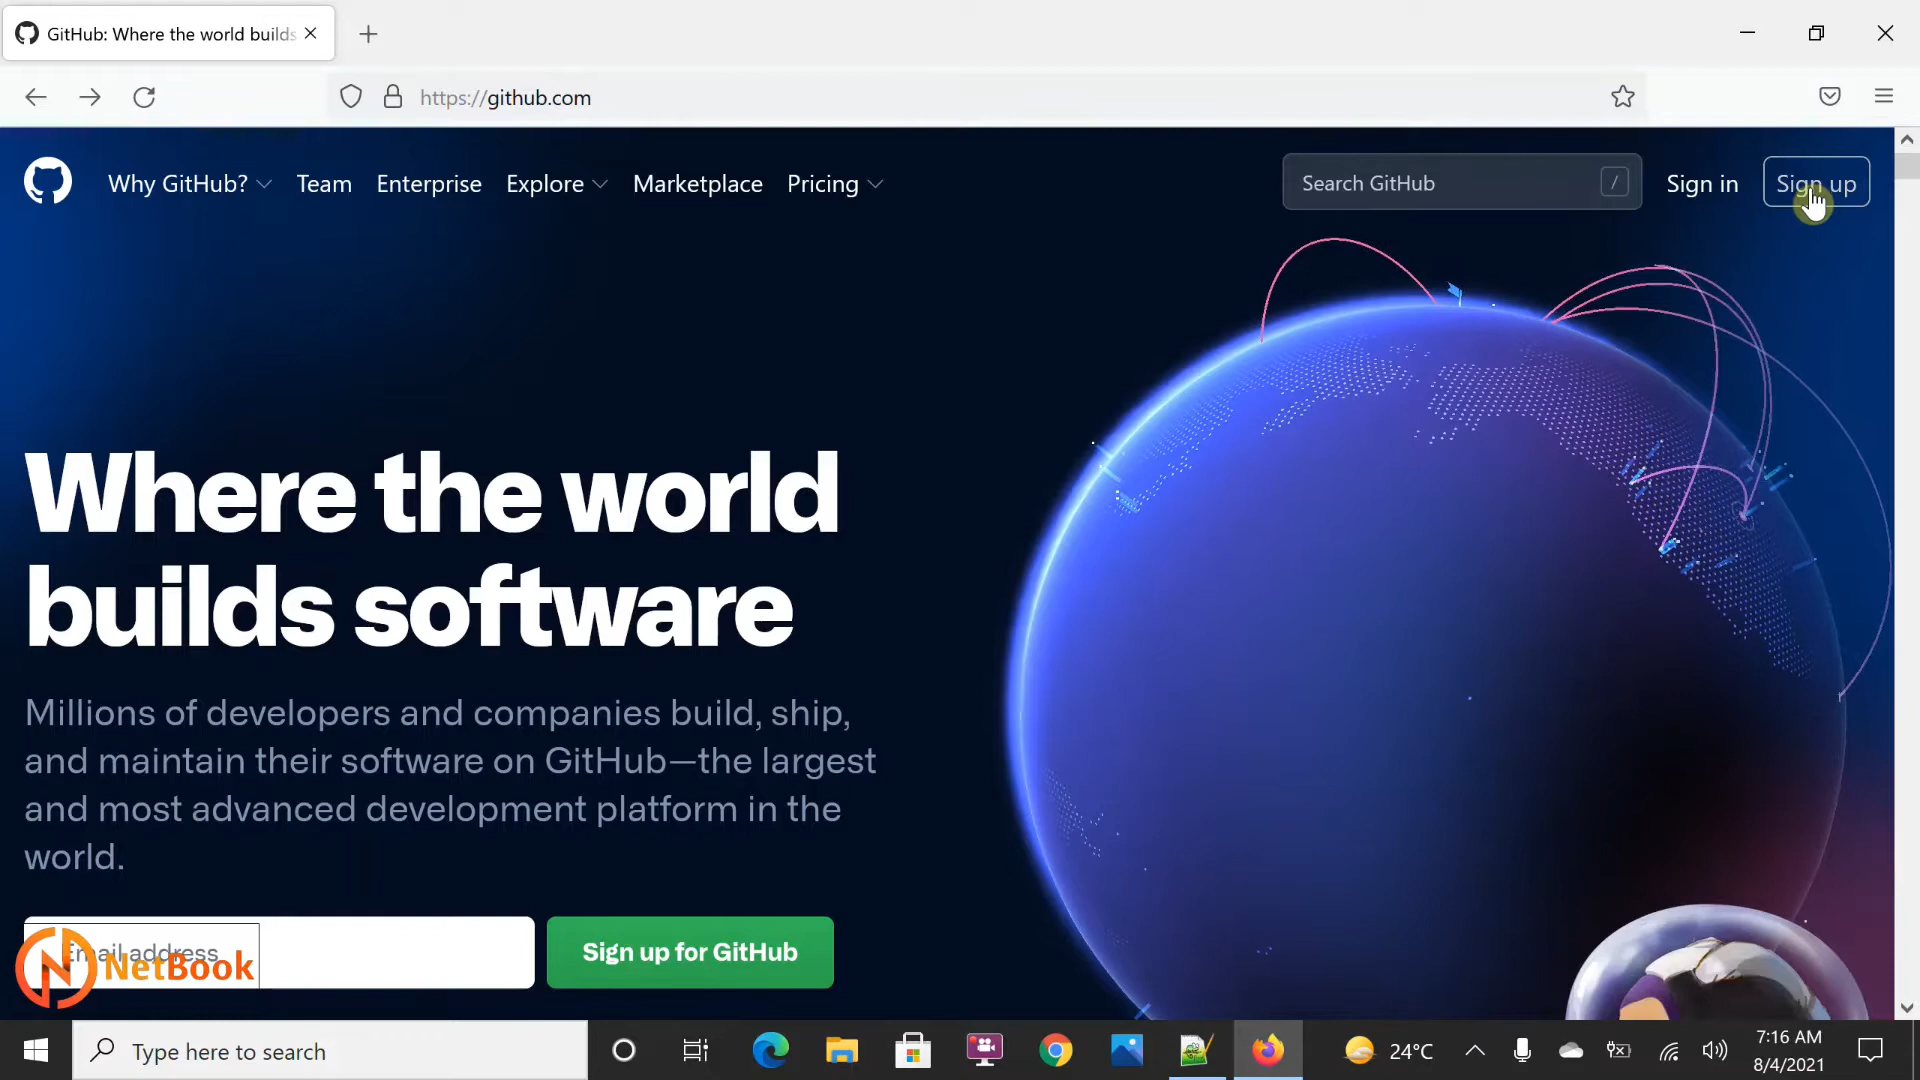 GitHub: Where the world builds
https://github.com
Why GitHub?
Team
Enterprise
Explore
Marketplace
Pricing
Search GitHub
/
Sign in
Sign up
Where the world
builds software
Millions of developers and companies build, ship,
and maintain their software on GitHub—the largest
and most advanced development platform in the
world.
Email address
NetBook
Sign up for GitHub
Type here to search
24°C
7:16 AM
8/4/2021